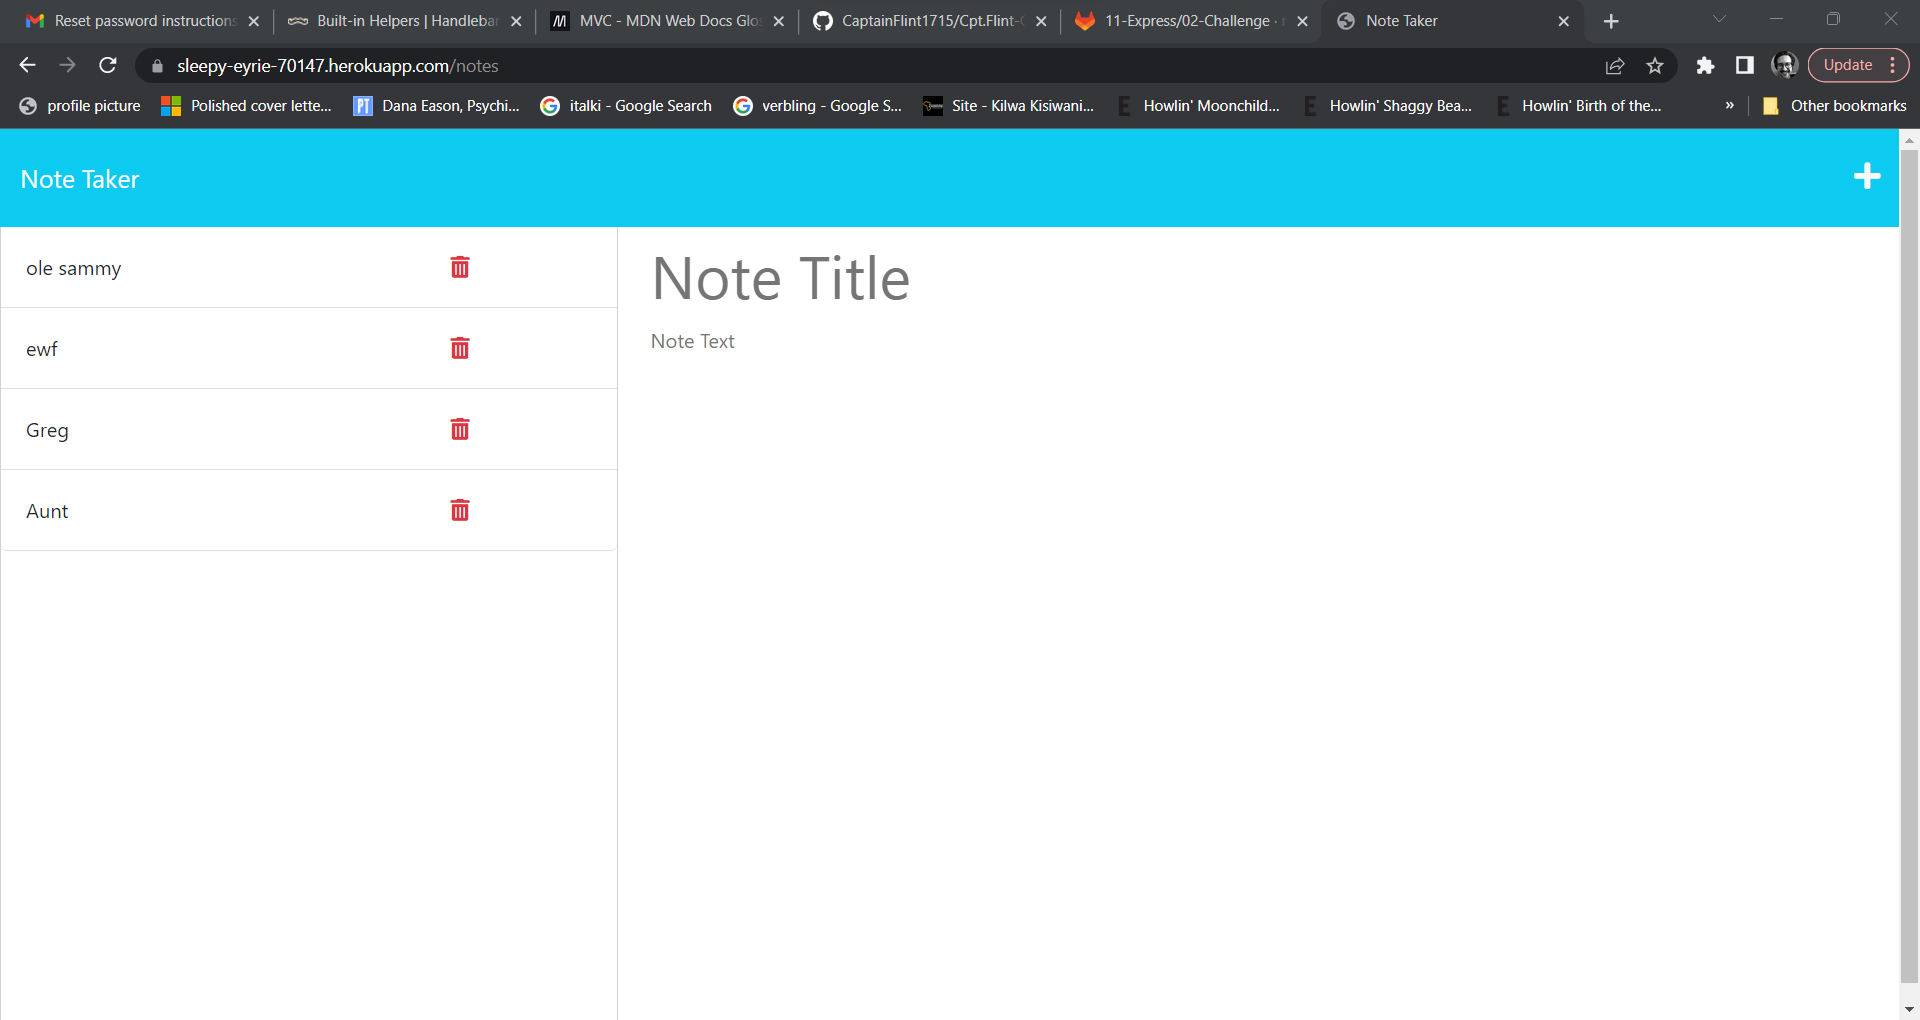 Reset password instructions
Built-in Helpers | Handlebar
MVC - MDN Web Docs Glo
CaptainFlint1715/Cpt.Flint-
11-Express/02-Challenge ·
Note Taker
sleepy-eyrie-70147.herokuapp.com/notes
Update
profile picture
Polished cover lette...
PT
Dana Eason, Psychi...
italki - Google Search
verbling - Google S...
Site - Kilwa Kisiwani...
Howlin' Moonchild...
Howlin' Shaggy Bea...
Howlin' Birth of the...
»
Other bookmarks
Note Taker
ole sammy
ewf
Greg
Aunt
Note Title
Note Text